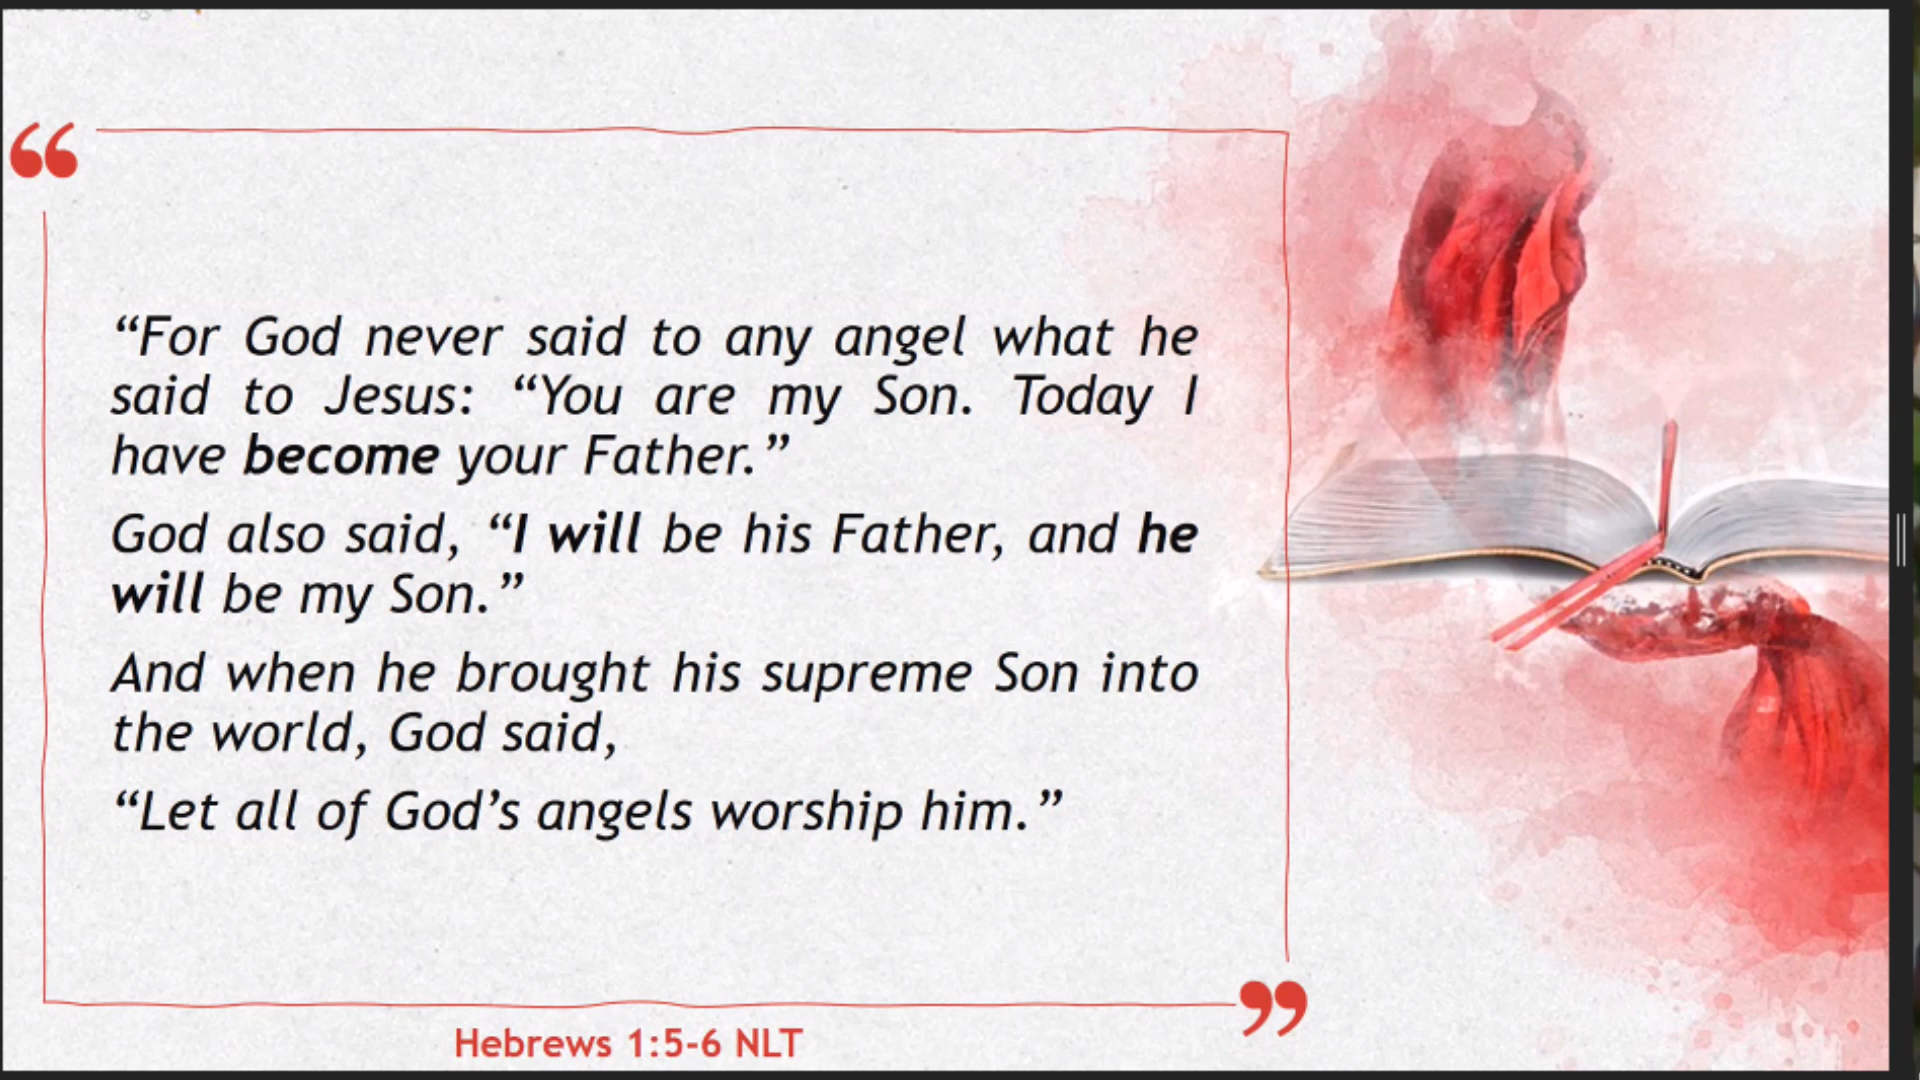 “For God never said to any angel what he
said to Jesus: “You are my Son. Today I
have become your Father.”
God also said, “I will be his Father, and he
will be my Son.”
And when he brought his supreme Son into
the world, God said,
“Let all of God’s angels worship him.”
Hebrews 1:5-6 NLT